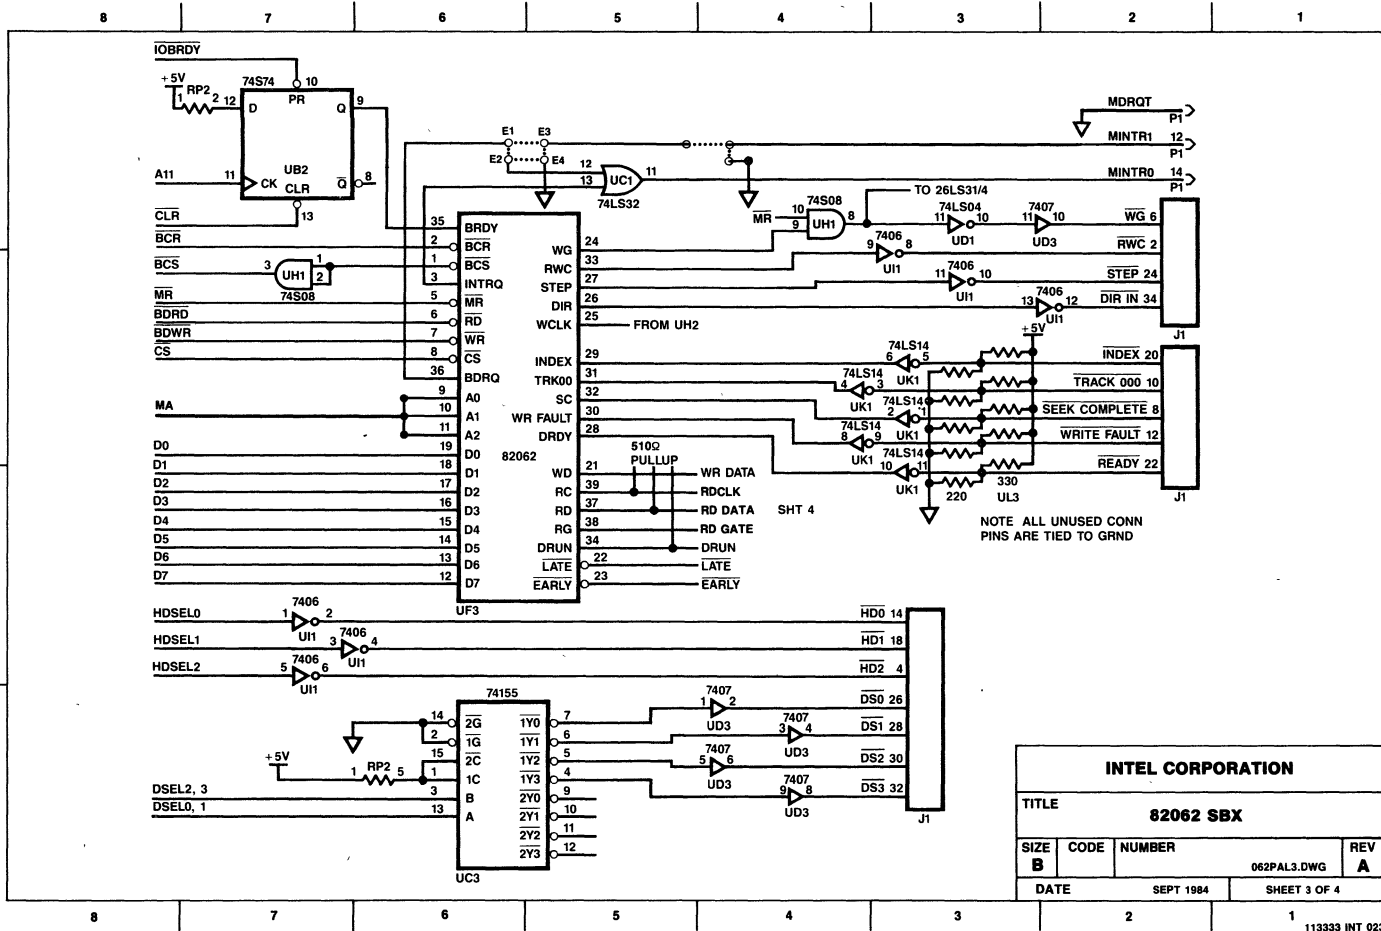 8 7 6 5 4 3 2 1
IOBRDY
+5V RP2 74S74 10
1 2 12 D PR Q 9
E1 E3
E2 E4
MDRQT
P1
MINTR1 12
P1
MINTR0 14
P1
A11 11 CK UB2 Q 8
CLR
13
12
13 UC1 11
74LS32
CLR
BCR
BCS 3 UH1 1
2
74S08
MR
BDRD
BDWR
CS
MA
D0
D1
D2
D3
D4
D5
D6
D7
35 BRDY
2 BCR
1 BCS
3 INTRQ
5 MR
6 RD
7 WR
8 CS
36 BDRQ
9 A0
10 A1
11 A2
19 D0
18 D1
17 D2
16 D3
15 D4
14 D5
13 D6
12 D7
82062
UF3
WG 24
RWC 33
STEP 27
DIR 26
WCLK 25 FROM UH2
INDEX 29
TRK00 31
SC 32
WR FAULT 30
DRDY 28
510Ω
PULLUP
WD 21 WR DATA
RC 39 RDCLK
RD 37 RD DATA SHT 4
RG 38 RD GATE
DRUN 34 DRUN
LATE 22 LATE
EARLY 23 EARLY
TO 26LS31/4
74S08
MR 10
9 UH1 8
74LS04
11 10
UD1
7407
11 10
UD3
WG 6
7406
9 8
UI1
RWC 2
7406
11 10
UI1
STEP 24
7406
13 12
UI1
DIR IN 34
J1
+5V
74LS14
6 5
UK1
INDEX 20
74LS14
4 3
UK1
TRACK 000 10
74LS14
2 1
UK1
SEEK COMPLETE 8
74LS14
8 9
UK1
WRITE FAULT 12
74LS14
10 11
UK1
READY 22
220 330
UL3
J1
NOTE ALL UNUSED CONN
PINS ARE TIED TO GRND
HDSEL0 1 7406 2
UI1
HD0 14
HDSEL1 3 7406 4
UI1
HD1 18
HDSEL2 5 7406 6
UI1
HD2 4
74155
14 2G 1Y0 7
2 1G 1Y1 6
15 2C 1Y2 5
1 1C 1Y3 4
3 B 2Y0 9
13 A 2Y1 10
2Y2 11
2Y3 12
UC3
+5V
1 RP2 5
DSEL2, 3
DSEL0, 1
7407
1 2
UD3
DS0 26
7407
3 4
UD3
DS1 28
7407
5 6
UD3
DS2 30
7407
9 8
UD3
DS3 32
J1
INTEL CORPORATION
TITLE
82062 SBX
SIZE CODE NUMBER REV
B 062PAL3.DWG A
DATE SEPT 1984 SHEET 3 OF 4
8 7 6 5 4 3 2 1
113333 INT 023